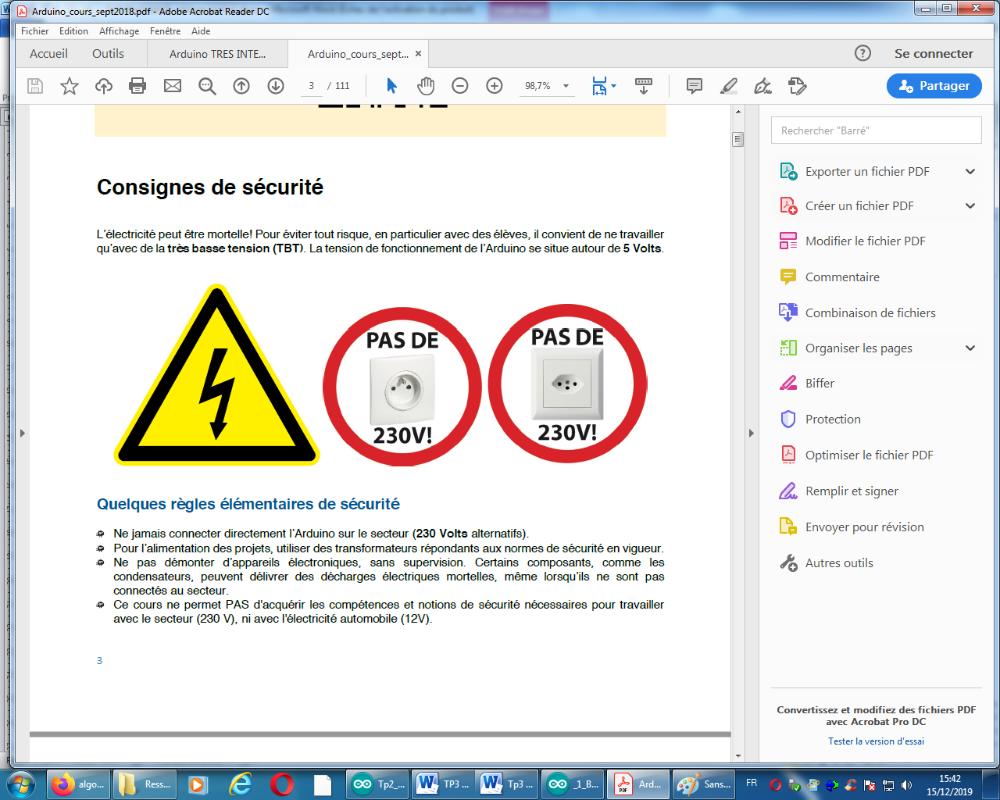 Arduino_cours_sept2018.pdf - Adobe Acrobat Reader DC
Fichier Edition Affichage Fenêtre Aide
Accueil Outils Arduino TRES INTE... Arduino_cours_sept... × ? Se connecter
3 / 111 98,7% Partager
Consignes de sécurité
L'électricité peut être mortelle! Pour éviter tout risque, en particulier avec des élèves, il convient de ne travailler
qu'avec de la très basse tension (TBT). La tension de fonctionnement de l'Arduino se situe autour de 5 Volts.
PAS DE
230V!
PAS DE
230V!
Quelques règles élémentaires de sécurité
Ne jamais connecter directement l'Arduino sur le secteur (230 Volts alternatifs).
Pour l'alimentation des projets, utiliser des transformateurs répondants aux normes de sécurité en vigueur.
Ne pas démonter d'appareils électroniques, sans supervision. Certains composants, comme les
condensateurs, peuvent délivrer des décharges électriques mortelles, même lorsqu'ils ne sont pas
connectés au secteur.
Ce cours ne permet PAS d'acquérir les compétences et notions de sécurité nécessaires pour travailler
avec le secteur (230 V), ni avec l'électricité automobile (12V).
3
Rechercher "Barré"
Exporter un fichier PDF
Créer un fichier PDF
Modifier le fichier PDF
Commentaire
Combinaison de fichiers
Organiser les pages
Biffer
Protection
Optimiser le fichier PDF
Remplir et signer
Envoyer pour révision
Autres outils
Convertissez et modifiez des fichiers PDF
avec Acrobat Pro DC
Tester la version d'essai
algo... Ress... Tp2_... TP3 ... Tp3 ... _1_B... Ard... Sans... FR 15:42
15/12/2019